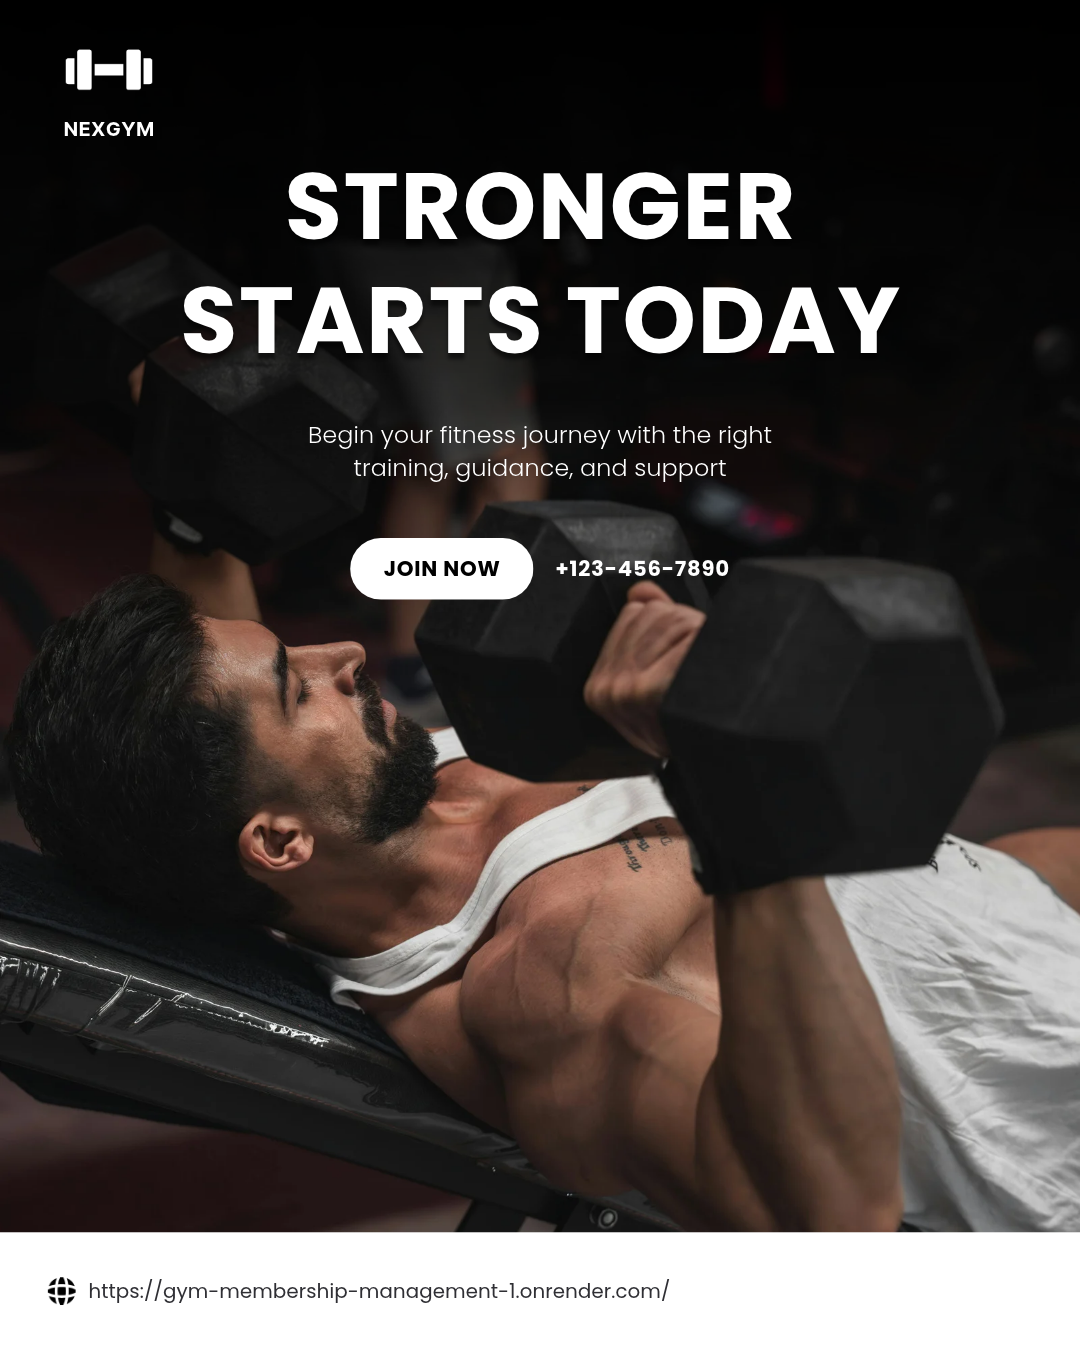 NEXGYM
STRONGER
STARTS TODAY
Begin your fitness journey with the right
training, guidance, and support
JOIN NOW
+123-456-7890
https://gym-membership-management-1.onrender.com/